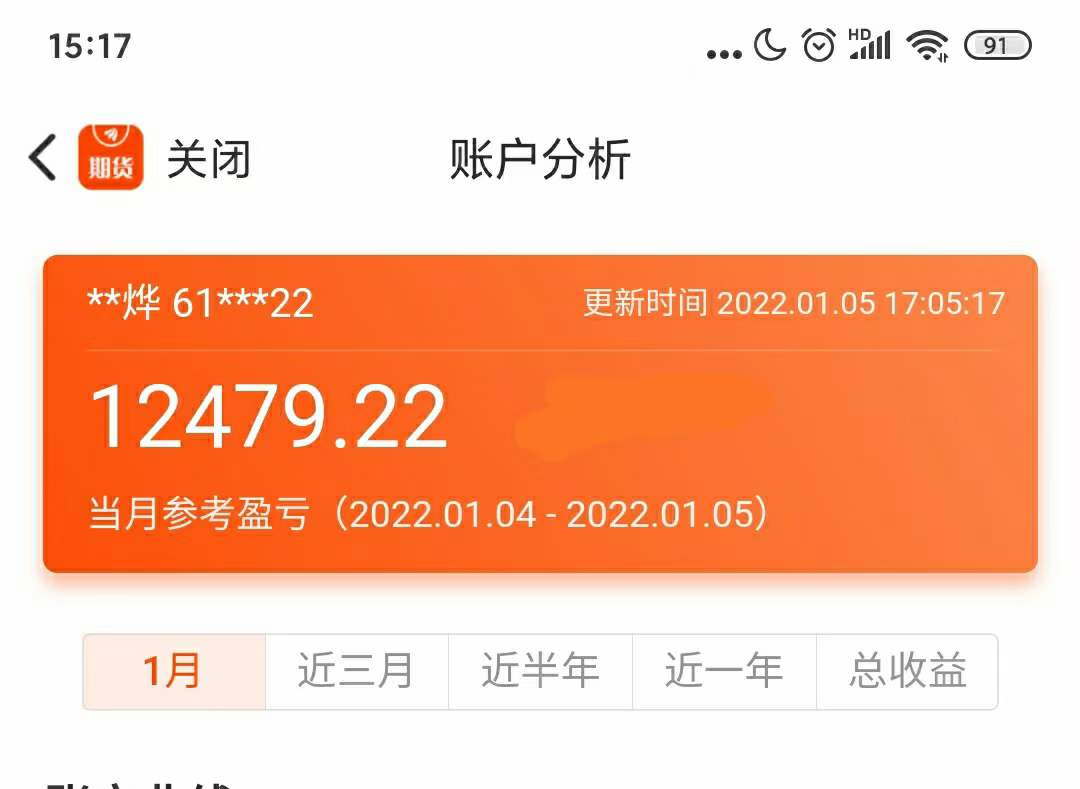 15:17
HD
91
期货 关闭 账户分析
**烨 61***22 更新时间 2022.01.05 17:05:17
12479.22
当月参考盈亏（2022.01.04 - 2022.01.05）
1月 近三月 近半年 近一年 总收益